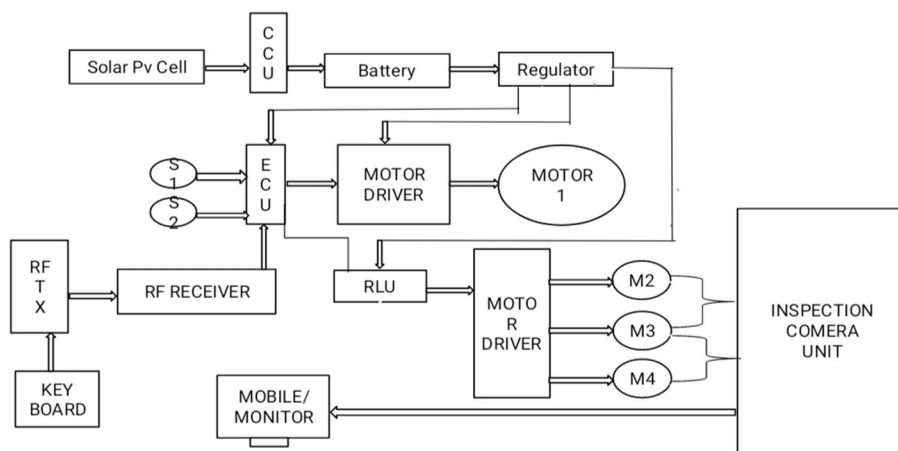 C
C
U
Solar Pv Cell
Battery
Regulator
E
C
U
S
1
S
2
MOTOR
DRIVER
MOTOR
1
RF
T
X
RF RECEIVER
RLU
MOTO
R
DRIVER
M2
M3
M4
INSPECTION
COMERA
UNIT
KEY
BOARD
MOBILE/
MONITOR